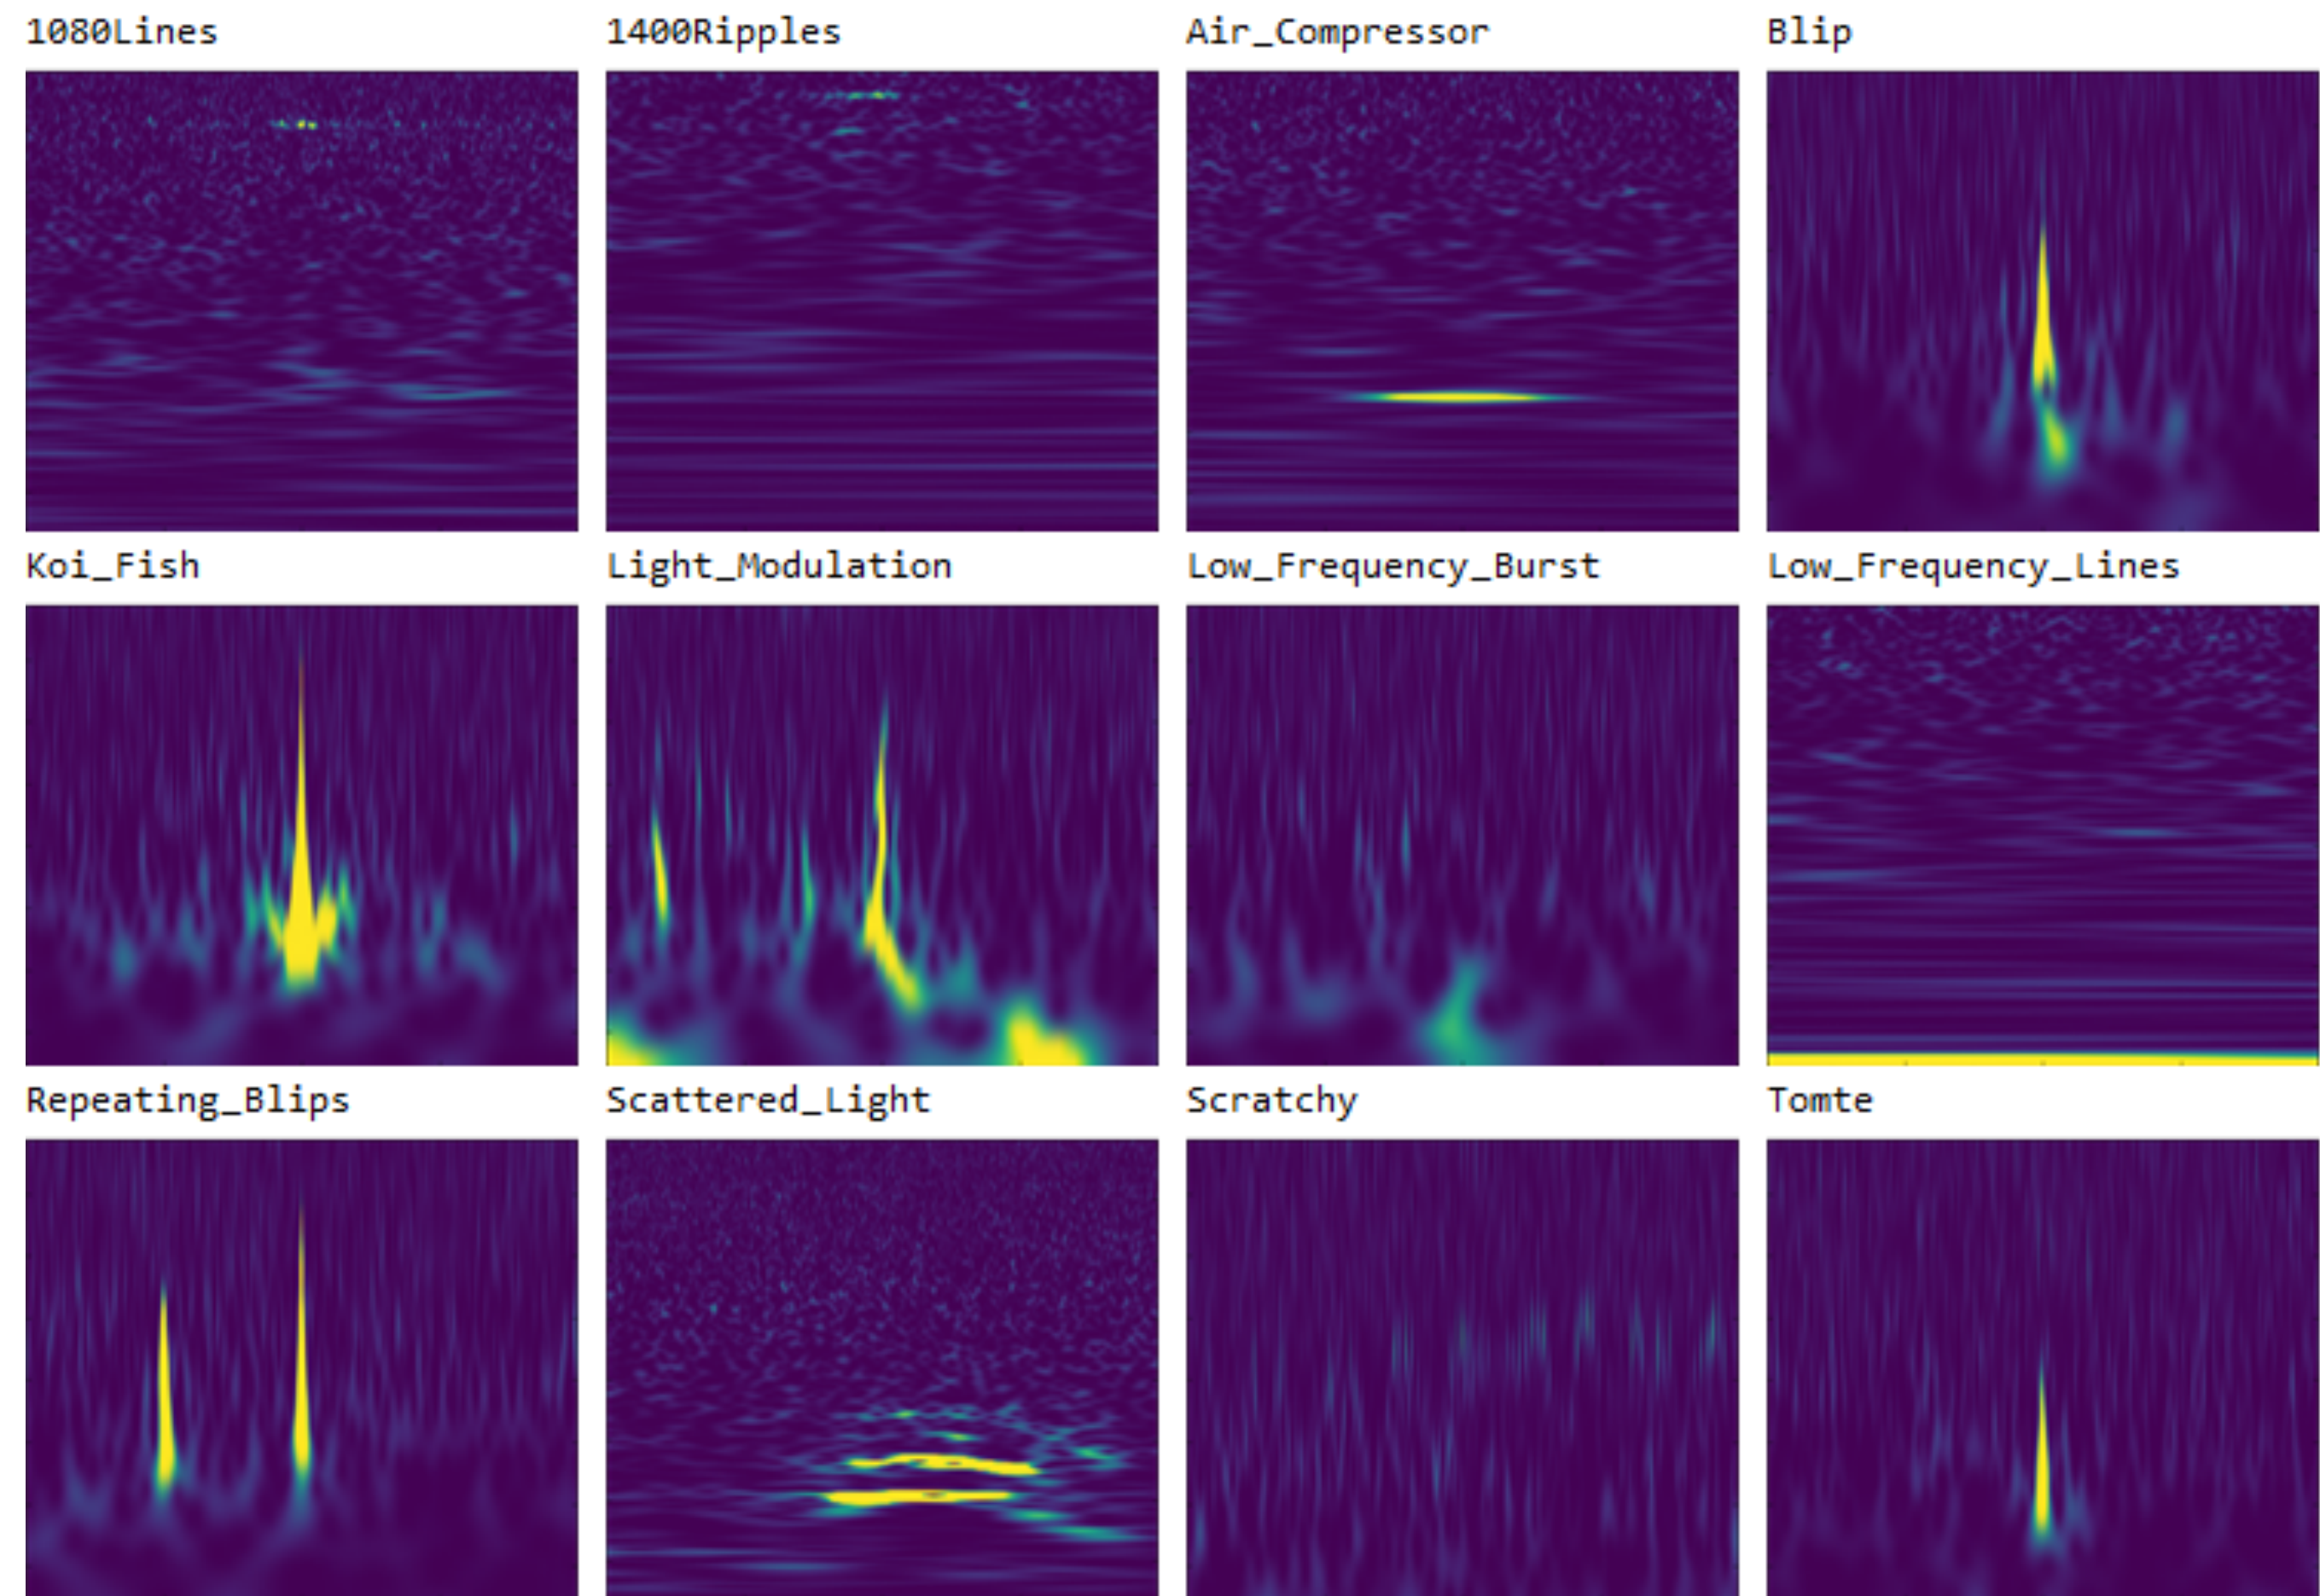 1080Lines
1400Ripples
Air_Compressor
Blip
Koi_Fish
Light_Modulation
Low_Frequency_Burst
Low_Frequency_Lines
Repeating_Blips
Scattered_Light
Scratchy
Tomte